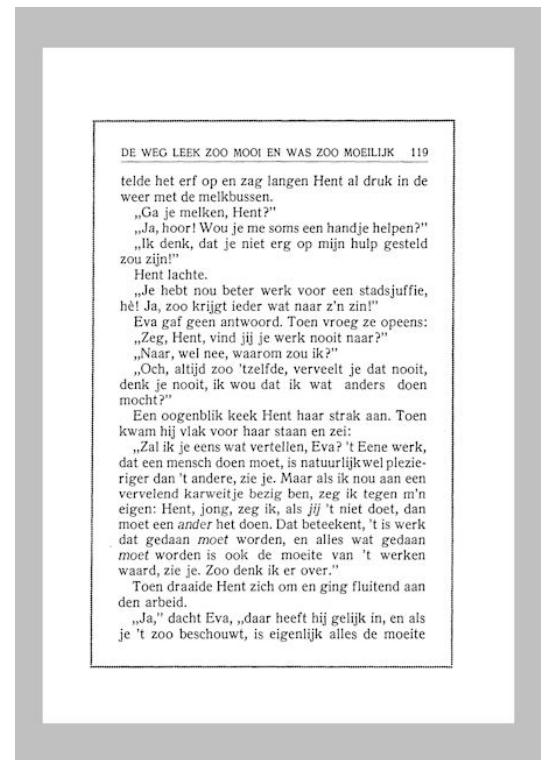 DE WEG LEEK ZOO MOOI EN WAS ZOO MOEILIJK 119
telde het erf op en zag langen Hent al druk in de
weer met de melkbussen.
„Ga je melken, Hent?”
„Ja, hoor! Wou je me soms een handje helpen?”
„Ik denk, dat je niet erg op mijn hulp gesteld
zou zijn!”
Hent lachte.
„Je hebt nou beter werk voor een stadsjuffie,
hè! Ja, zoo krijgt ieder wat naar z'n zin!”
Eva gaf geen antwoord. Toen vroeg ze opeens:
„Zeg, Hent, vind jij je werk nooit naar?”
„Naar, wel nee, waarom zou ik?”
„Och, altijd zoo 'tzelfde, verveelt je dat nooit,
denk je nooit, ik wou dat ik wat anders doen
mocht?”
Een oogenblik keek Hent haar strak aan. Toen
kwam hij vlak voor haar staan en zei:
„Zal ik je eens wat vertellen, Eva? 't Eene werk,
dat een mensch doen moet, is natuurlijk wel plezie-
riger dan 't andere, zie je. Maar als ik nou aan een
vervelend karweitje bezig ben, zeg ik tegen m'n
eigen: Hent, jong, zeg ik, als jij 't niet doet, dan
moet een ander het doen. Dat beteekent, 't is werk
dat gedaan moet worden, en alles wat gedaan
moet worden is ook de moeite van 't werken
waard, zie je. Zoo denk ik er over.”
Toen draaide Hent zich om en ging fluitend aan
den arbeid.
„Ja,” dacht Eva, „daar heeft hij gelijk in, en als
je 't zoo beschouwt, is eigenlijk alles de moeite